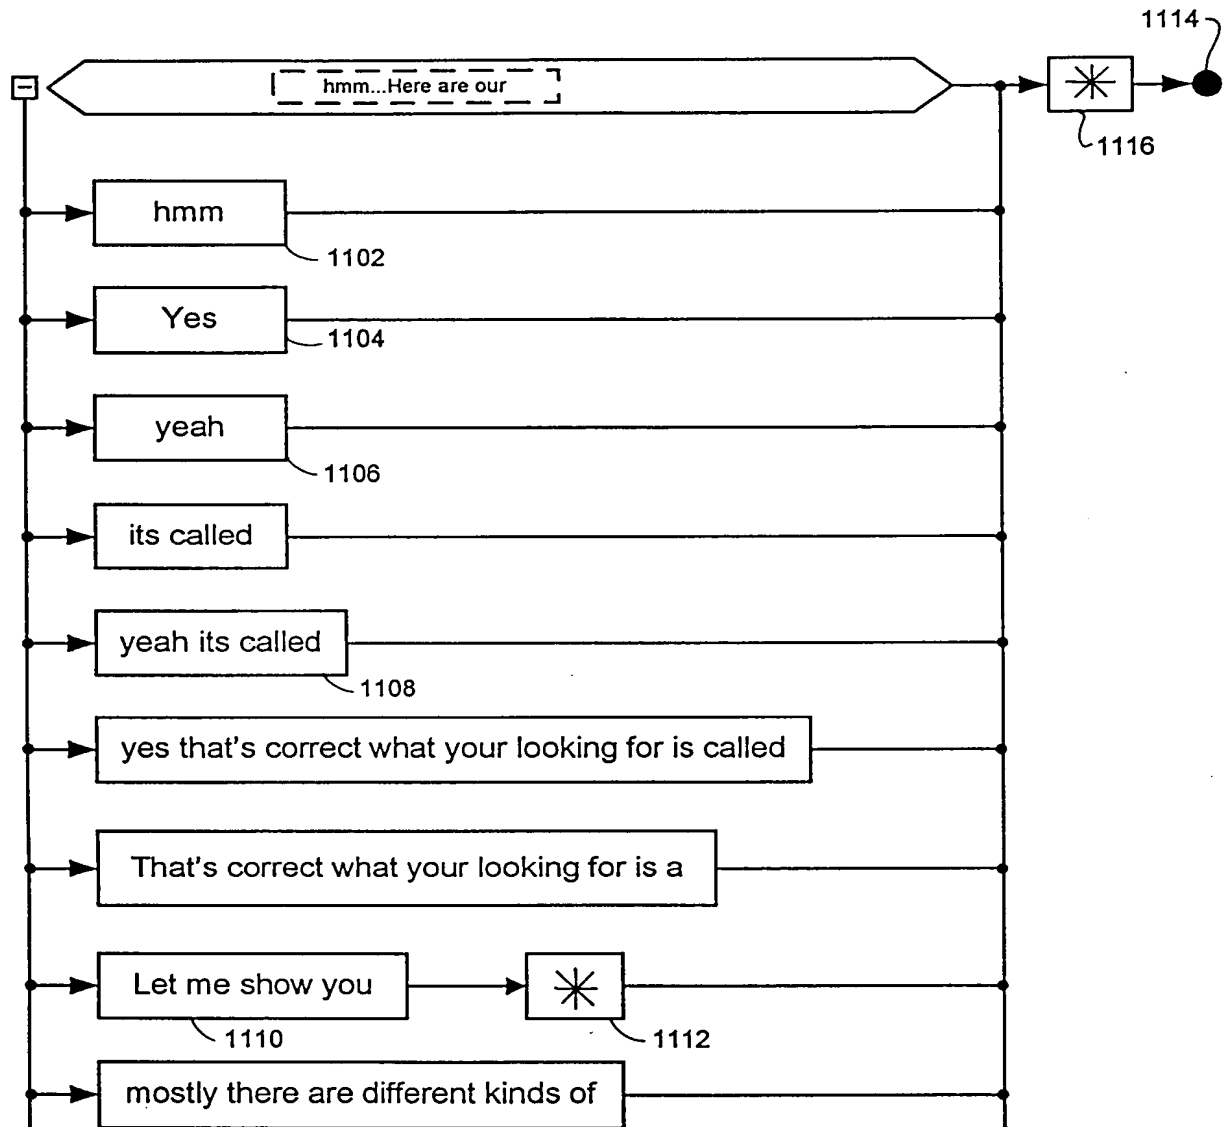 1114
hmm...Here are our
1116
hmm
1102
Yes
1104
yeah
1106
its called
yeah its called
1108
yes that's correct what your looking for is called
That's correct what your looking for is a
Let me show you
1110
1112
mostly there are different kinds of